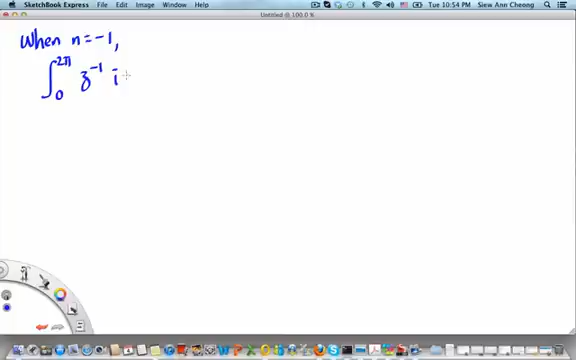 SketchBook Express File Edit Image Window Help 10:54 PM Siew Ann Cheong
Untitled @ 100.0 %
When n = -1,
∫₀^2π z⁻¹ i